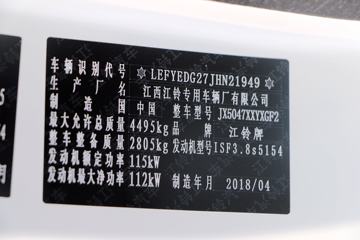 车辆识别代号 ✡LEFYEDG27JHN21949✡
生产厂名 江西江铃专用车辆厂有限公司
制造国 中国 整车型号 JX5047XXYXGF2
最大允许总质量 4495kg 品牌 江铃牌
整车整备质量 2805kg 发动机型号 ISF3.8s5154
发动机额定功率 115kW
发动机最大净功率 112kW 制造年月 2018/04